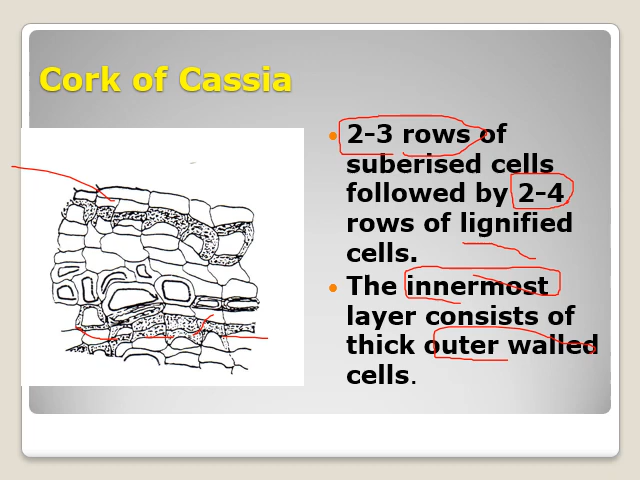 Cork of Cassia
• 2-3 rows of
suberised cells
followed by 2-4
rows of lignified
cells.
• The innermost
layer consists of
thick outer walled
cells.